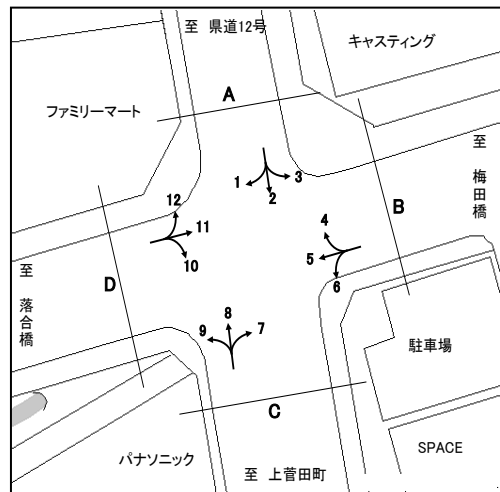 至 県道12号
キャスティング
ファミリーマート
A
至 梅田橋
B
1
2
3
4
5
6
12
11
10
D
至 落合橋
9
8
7
C
駐車場
SPACE
パナソニック
至 上菅田町